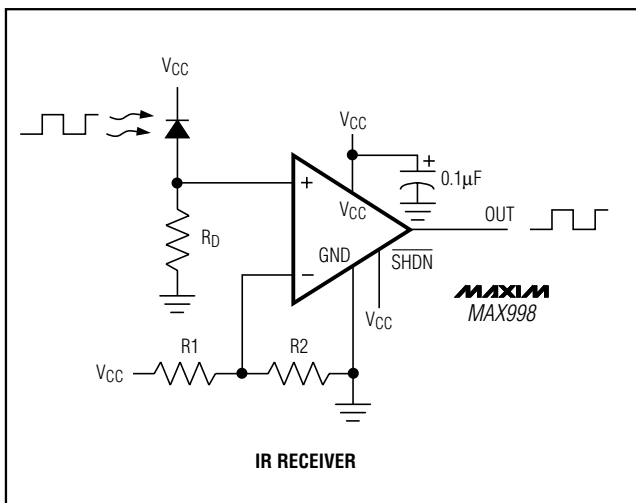 VCC
VCC
+
+
0.1µF
VCC
OUT
RD
GND
SHDN
−
MAXIM
MAX998
VCC
R1
R2
VCC
IR RECEIVER